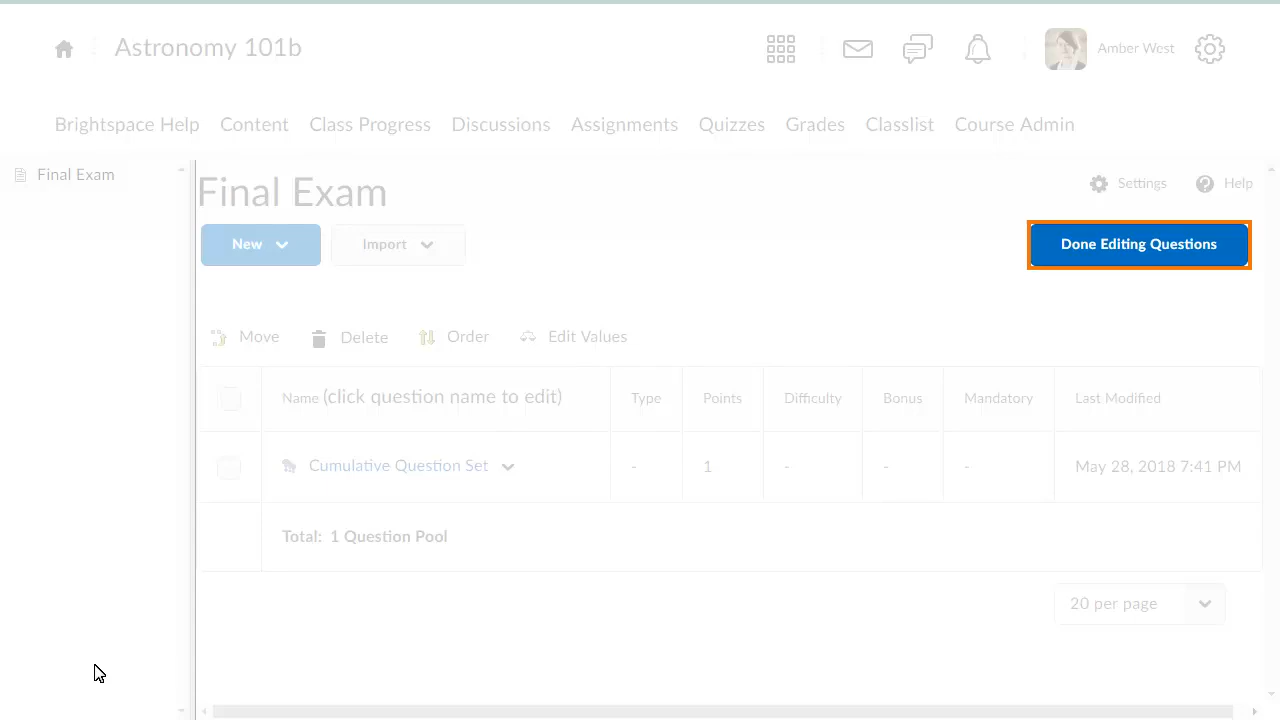 Astronomy 101b
Amber West
Brightspace Help Content Class Progress Discussions Assignments Quizzes Grades Classlist Course Admin
Final Exam
Final Exam
Settings Help
New Import Done Editing Questions
Move Delete Order Edit Values
Name (click question name to edit) Type Points Difficulty Bonus Mandatory Last Modified
Cumulative Question Set - 1 - - - May 28, 2018 7:41 PM
Total: 1 Question Pool
20 per page